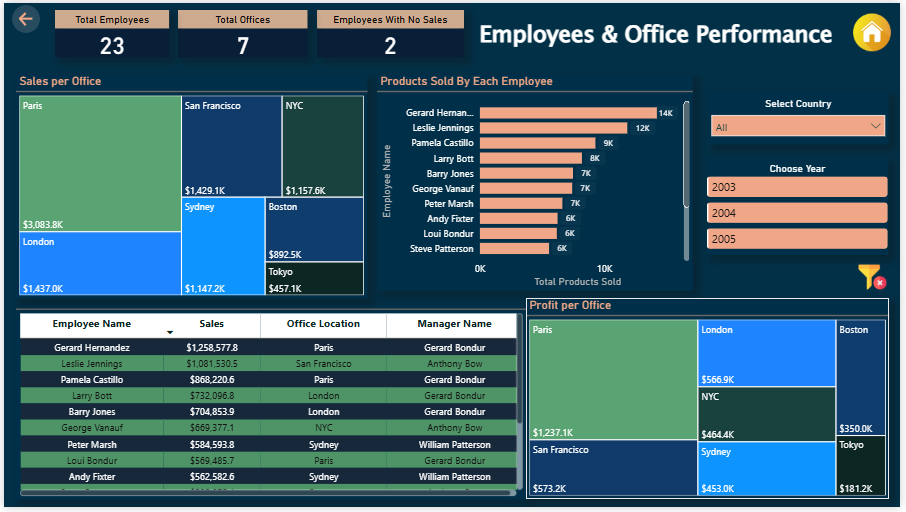 Total Employees
23
Total Offices
7
Employees With No Sales
2
Employees & Office Performance
Sales per Office
Paris
$3,083.8K
London
$1,437.0K
San Francisco
$1,429.1K
NYC
$1,157.6K
Sydney
$1,147.2K
Boston
$892.5K
Tokyo
$457.1K
Products Sold By Each Employee
Employee Name
Gerard Hernan... 14K
Leslie Jennings 12K
Pamela Castillo 9K
Larry Bott 8K
Barry Jones 7K
George Vanauf 7K
Peter Marsh 7K
Andy Fixter 6K
Loui Bondur 6K
Steve Patterson 6K
0K 10K
Total Products Sold
Select Country
All
Choose Year
2003
2004
2005
Employee Name Sales Office Location Manager Name
Gerard Hernandez $1,258,577.8 Paris Gerard Bondur
Leslie Jennings $1,081,530.5 San Francisco Anthony Bow
Pamela Castillo $868,220.6 Paris Gerard Bondur
Larry Bott $732,096.8 London Gerard Bondur
Barry Jones $704,853.9 London Gerard Bondur
George Vanauf $669,377.1 NYC Anthony Bow
Peter Marsh $584,593.8 Sydney William Patterson
Loui Bondur $569,485.7 Paris Gerard Bondur
Andy Fixter $562,582.6 Sydney William Patterson
Profit per Office
Paris
$1,237.1K
San Francisco
$573.2K
London
$566.9K
NYC
$464.4K
Sydney
$453.0K
Boston
$350.0K
Tokyo
$181.2K